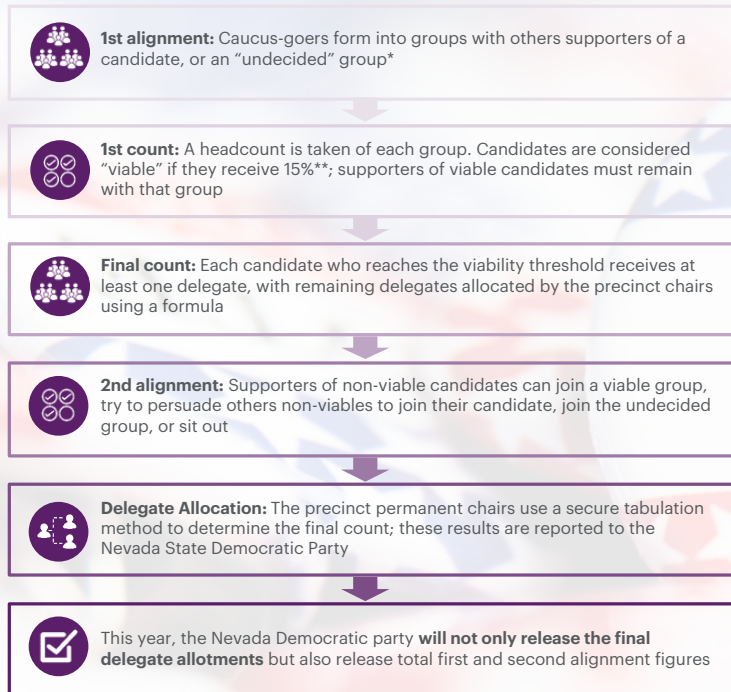 1st alignment: Caucus-goers form into groups with others supporters of a
candidate, or an “undecided” group*
1st count: A headcount is taken of each group. Candidates are considered
“viable” if they receive 15%**; supporters of viable candidates must remain
with that group
Final count: Each candidate who reaches the viability threshold receives at
least one delegate, with remaining delegates allocated by the precinct chairs
using a formula
2nd alignment: Supporters of non-viable candidates can join a viable group,
try to persuade others non-viables to join their candidate, join the undecided
group, or sit out
Delegate Allocation: The precinct permanent chairs use a secure tabulation
method to determine the final count; these results are reported to the
Nevada State Democratic Party
This year, the Nevada Democratic party will not only release the final
delegate allotments but also release total first and second alignment figures